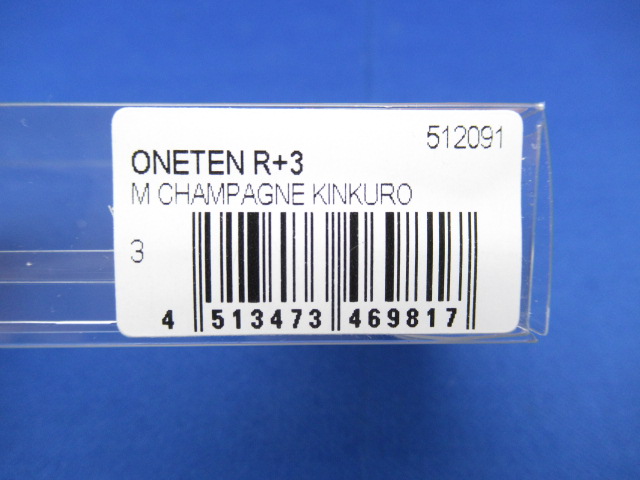 512091
ONETEN R+3
M CHAMPAGNE KINKURO
3
4 513473 469817